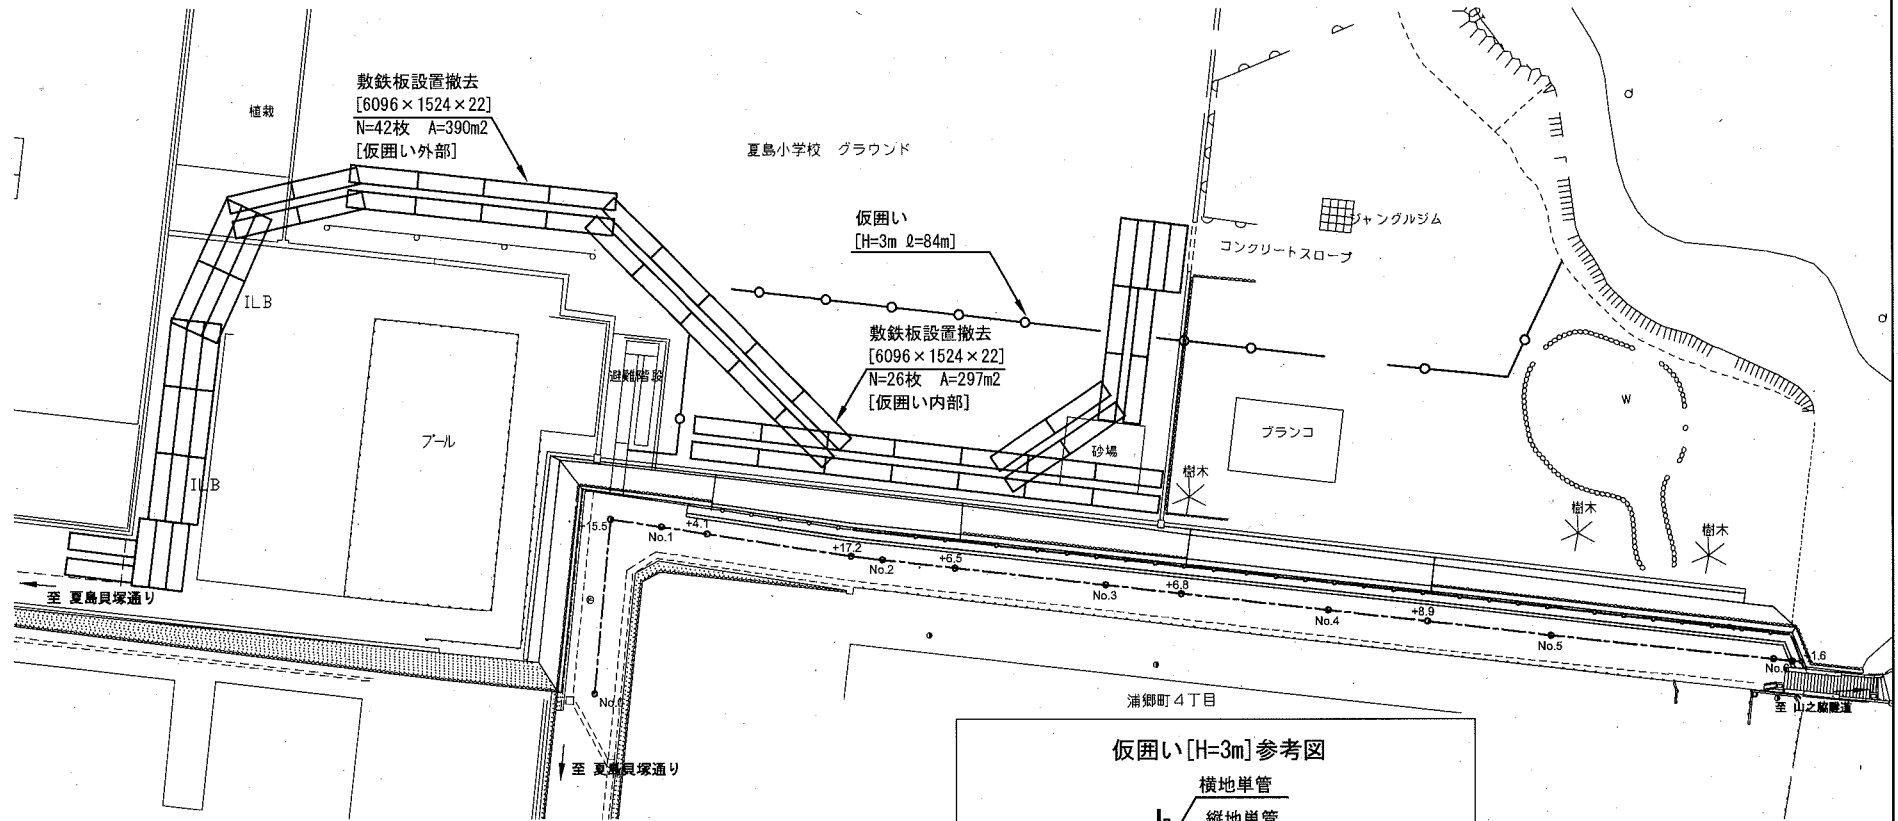 敷鉄板設置撤去
[6096×1524×22]
N=42枚 A=390m2
[仮囲い外部]
植栽
夏島小学校 グラウンド
仮囲い
[H=3m ℓ=84m]
ジャングルジム
コンクリートスロープ
ILB
敷鉄板設置撤去
[6096×1524×22]
N=26枚 A=297m2
[仮囲い内部]
避難階段
プール
W
ブランコ
砂場
樹木
ILB
樹木
樹木
+15.5
No.1
+4.1
+17.2
No.2
+6.5
No.3
+6.8
No.4
+8.9
No.5
+1.6
至 夏島貝塚通り
浦郷町4丁目
至 山之脇隧道
至 夏島貝塚通り
仮囲い[H=3m]参考図
横地単管
縦地単管